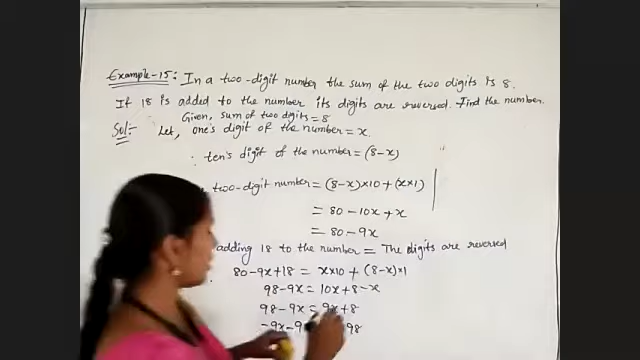 Example-15: In a two-digit number the sum of the two digits is 8.
If 18 is added to the number its digits are reversed. Find the number.
Given, sum of two digits = 8
Sol:- Let, one's digit of the number = x.
∴ ten's digit of the number = (8-x)
two-digit number = (8-x)×10 + (x×1)
= 80 - 10x + x
= 80 - 9x
adding 18 to the number = The digits are reversed
80-9x+18 = x×10 + (8-x)×1
98-9x = 10x+8-x
98-9x = 9x+8
-9x-9 98